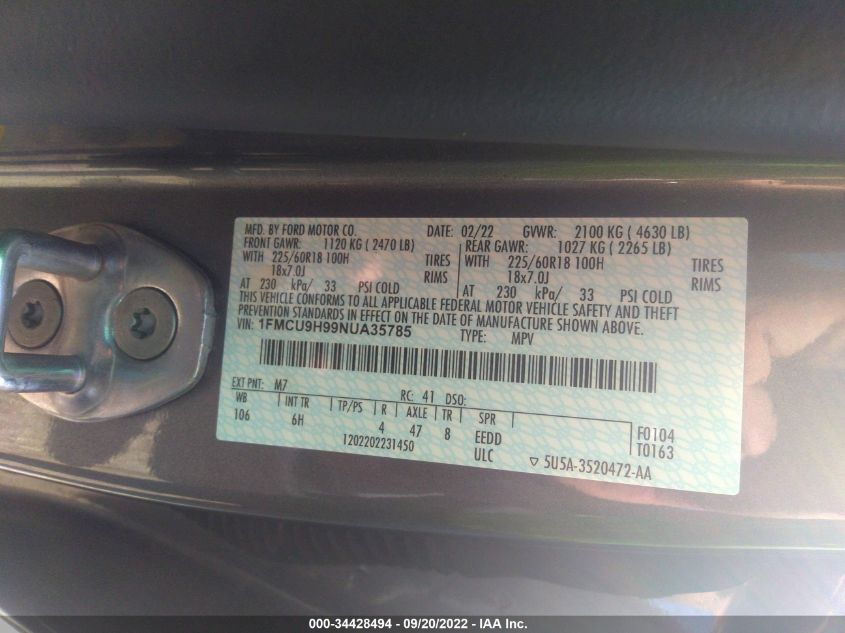 MFD. BY FORD MOTOR CO. DATE: 02/22 GVWR: 2100 KG ( 4630 LB)
FRONT GAWR: 1120 KG ( 2470 LB) REAR GAWR: 1027 KG ( 2265 LB)
WITH 225/60R18 100H TIRES WITH 225/60R18 100H TIRES
18x7.0J RIMS 18x7.0J RIMS
AT 230 kPa/ 33 PSI COLD AT 230 kPa/ 33 PSI COLD
THIS VEHICLE CONFORMS TO ALL APPLICABLE FEDERAL MOTOR VEHICLE SAFETY AND THEFT
PREVENTION STANDARDS IN EFFECT ON THE DATE OF MANUFACTURE SHOWN ABOVE.
VIN: 1FMCU9H99NUA35785
TYPE: MPV
EXT PNT: M7 RC: 41 DSO:
WB INT TR TP/PS R AXLE TR SPR
106 6H 4 47 8 EEDD
F0104
T0163
1202202231450 ULC
5U5A-3520472-AA
000-34428494 - 09/20/2022 - IAA Inc.